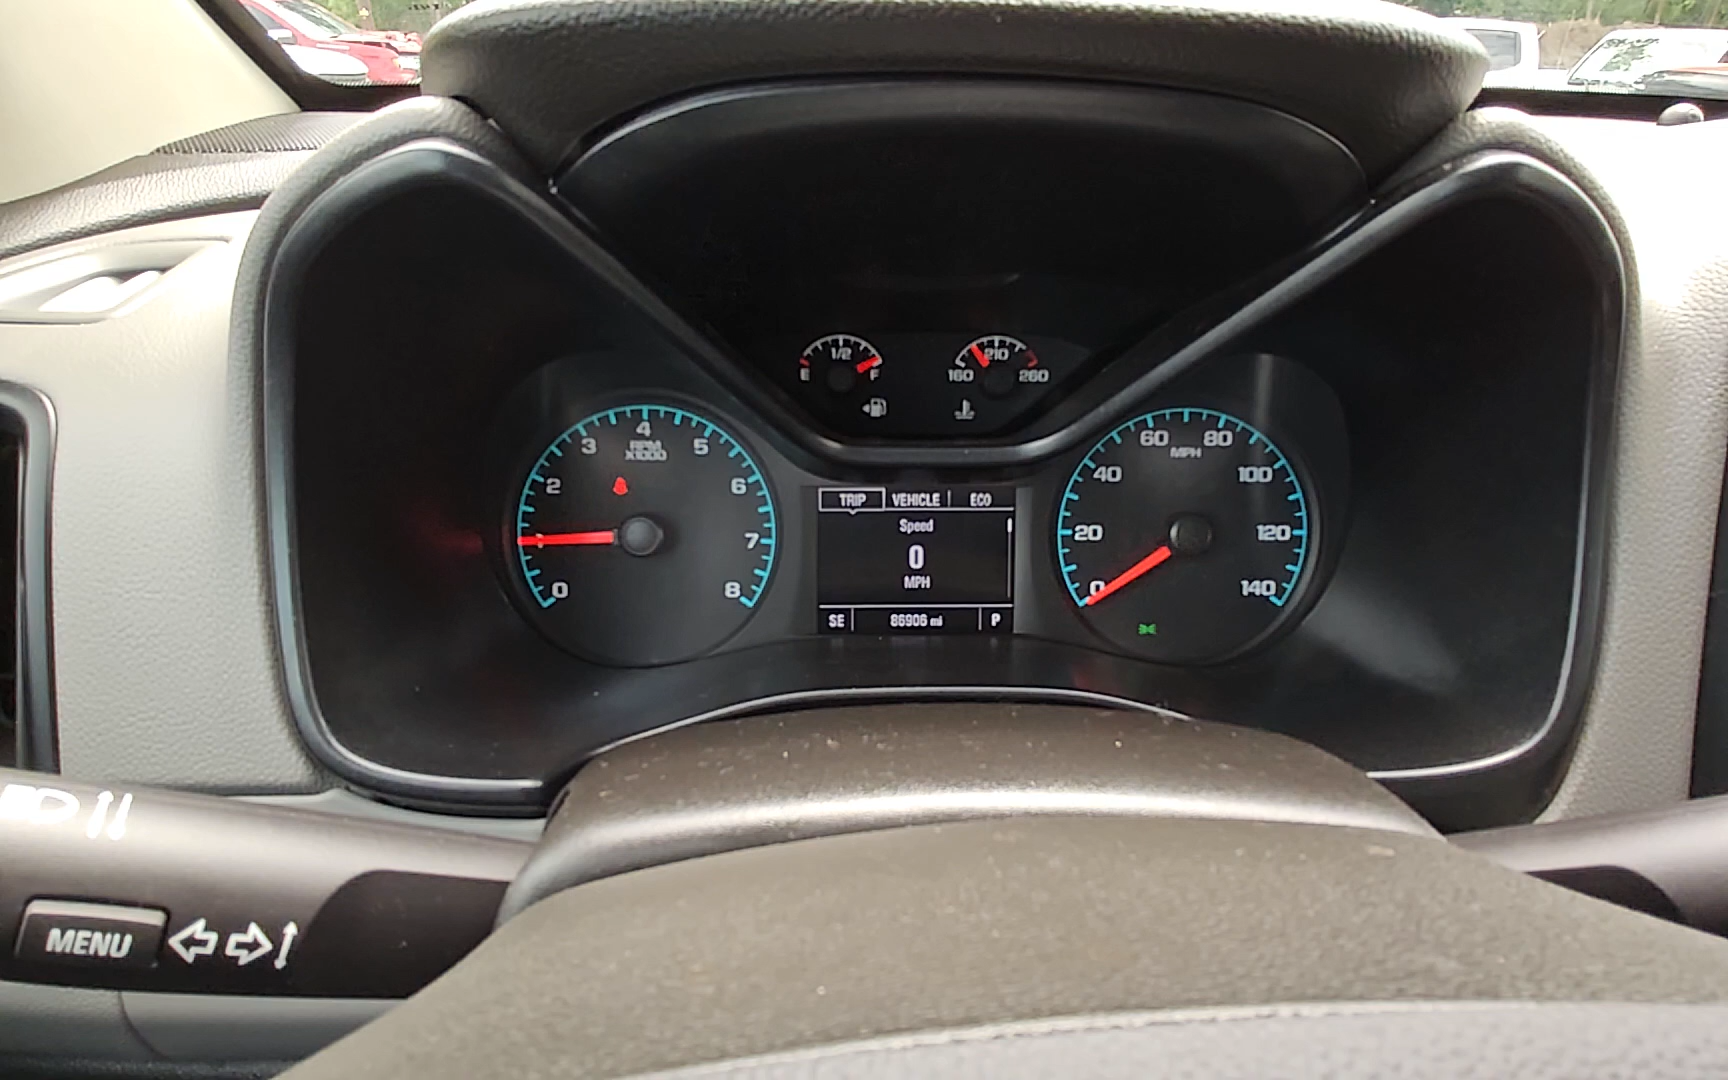 1/2
E F
210
160 260
0 1 2 3 4 5 6 7 8
RPM
X1000
TRIP VEHICLE ECO
Speed
0
MPH
SE 86906 mi P
0 20 40 60 80 100 120 140
MPH
MENU